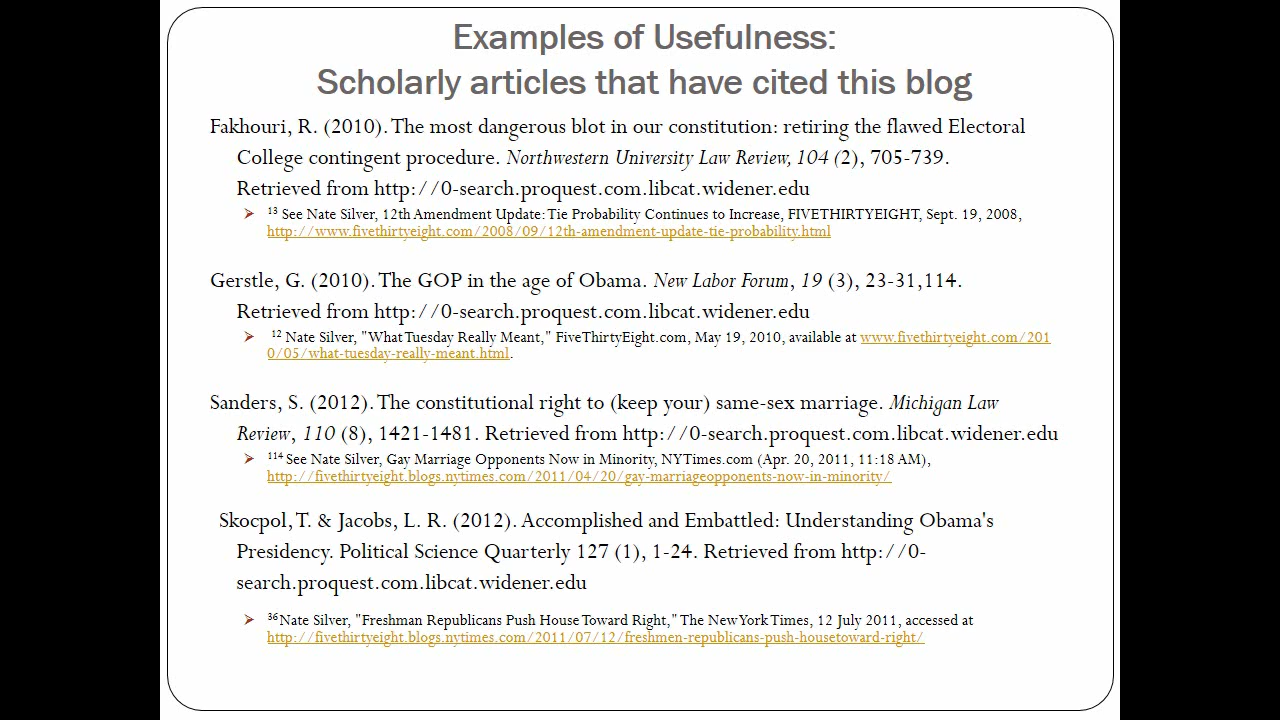 Examples of Usefulness:
Scholarly articles that have cited this blog
Fakhouri, R. (2010). The most dangerous blot in our constitution: retiring the flawed Electoral
College contingent procedure. Northwestern University Law Review, 104 (2), 705-739.
Retrieved from http://0-search.proquest.com.libcat.widener.edu
➢ 13 See Nate Silver, 12th Amendment Update: Tie Probability Continues to Increase, FIVETHIRTYEIGHT, Sept. 19, 2008,
http://www.fivethirtyeight.com/2008/09/12th-amendment-update-tie-probability.html
Gerstle, G. (2010). The GOP in the age of Obama. New Labor Forum, 19 (3), 23-31,114.
Retrieved from http://0-search.proquest.com.libcat.widener.edu
➢ 12 Nate Silver, "What Tuesday Really Meant," FiveThirtyEight.com, May 19, 2010, available at www.fivethirtyeight.com/201
0/05/what-tuesday-really-meant.html.
Sanders, S. (2012). The constitutional right to (keep your) same-sex marriage. Michigan Law
Review, 110 (8), 1421-1481. Retrieved from http://0-search.proquest.com.libcat.widener.edu
➢ 114 See Nate Silver, Gay Marriage Opponents Now in Minority, NYTimes.com (Apr. 20, 2011, 11:18 AM),
http://fivethirtyeight.blogs.nytimes.com/2011/04/20/gay-marriageopponents-now-in-minority/
Skocpol, T. & Jacobs, L. R. (2012). Accomplished and Embattled: Understanding Obama's
Presidency. Political Science Quarterly 127 (1), 1-24. Retrieved from http://0-
search.proquest.com.libcat.widener.edu
➢ 36 Nate Silver, "Freshman Republicans Push House Toward Right," The New York Times, 12 July 2011, accessed at
http://fivethirtyeight.blogs.nytimes.com/2011/07/12/freshmen-republicans-push-housetoward-right/